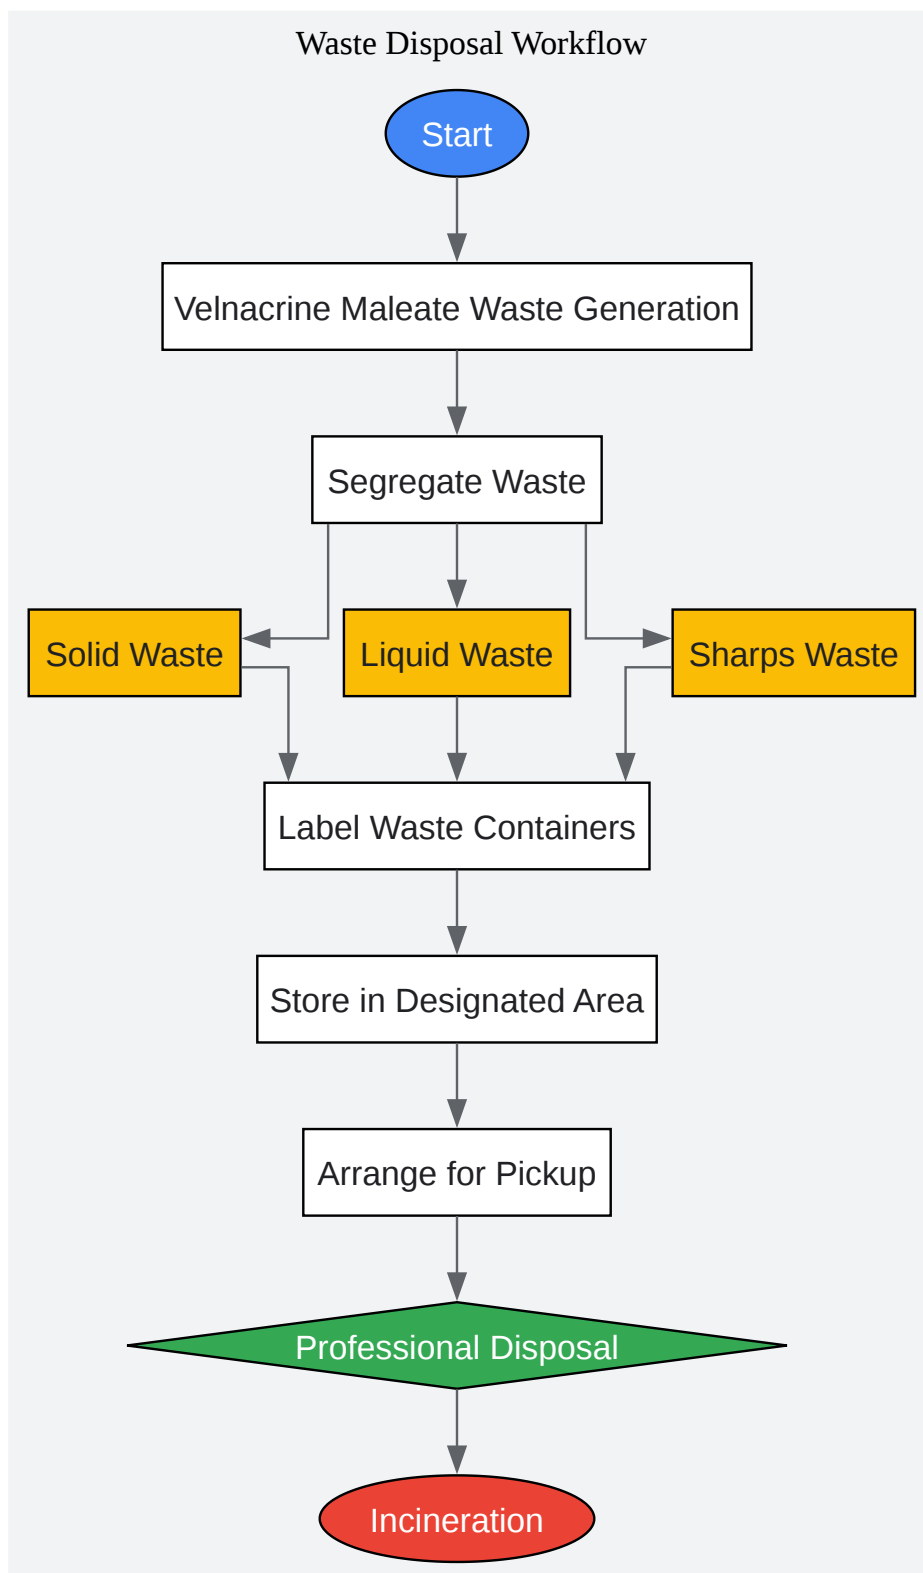 Waste Disposal Workflow
Start
Velnacrine Maleate Waste Generation
Segregate Waste
Solid Waste
Liquid Waste
Sharps Waste
Label Waste Containers
Store in Designated Area
Arrange for Pickup
Professional Disposal
Incineration